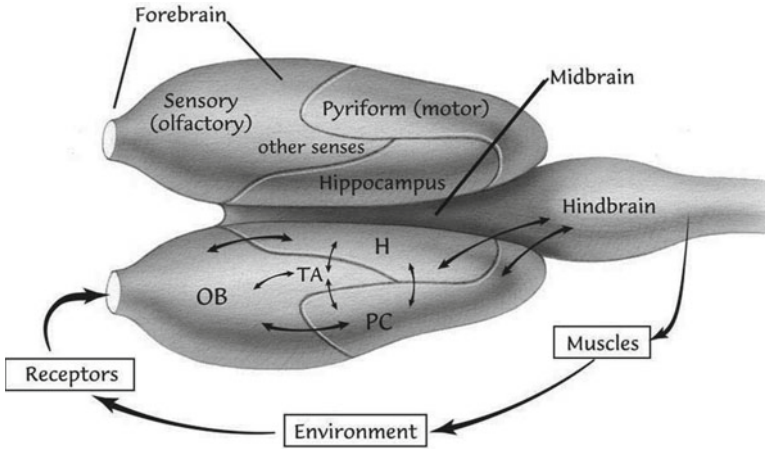 Forebrain
Midbrain
Sensory
(olfactory)
Pyriform (motor)
other senses
Hippocampus
Hindbrain
H
TA
OB
PC
Muscles
Receptors
Environment